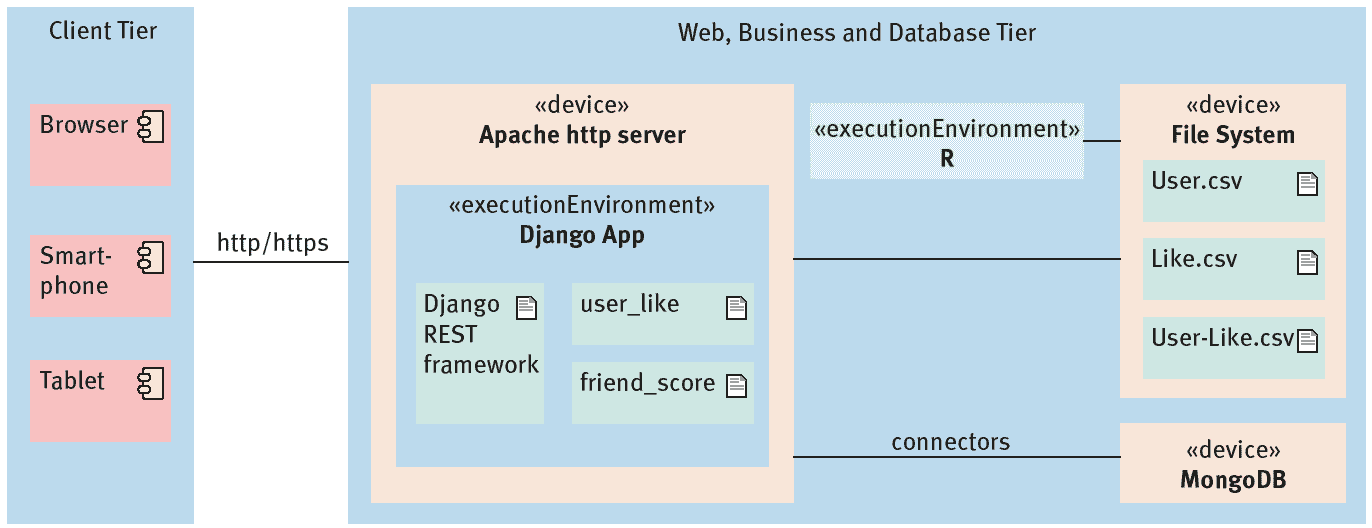 Client Tier
Browser
Smart-
phone
Tablet
http/https
Web, Business and Database Tier
«device»
Apache http server
«executionEnvironment»
Django App
Django
REST
framework
user_like
friend_score
«executionEnvironment»
R
«device»
File System
User.csv
Like.csv
User-Like.csv
connectors
«device»
MongoDB